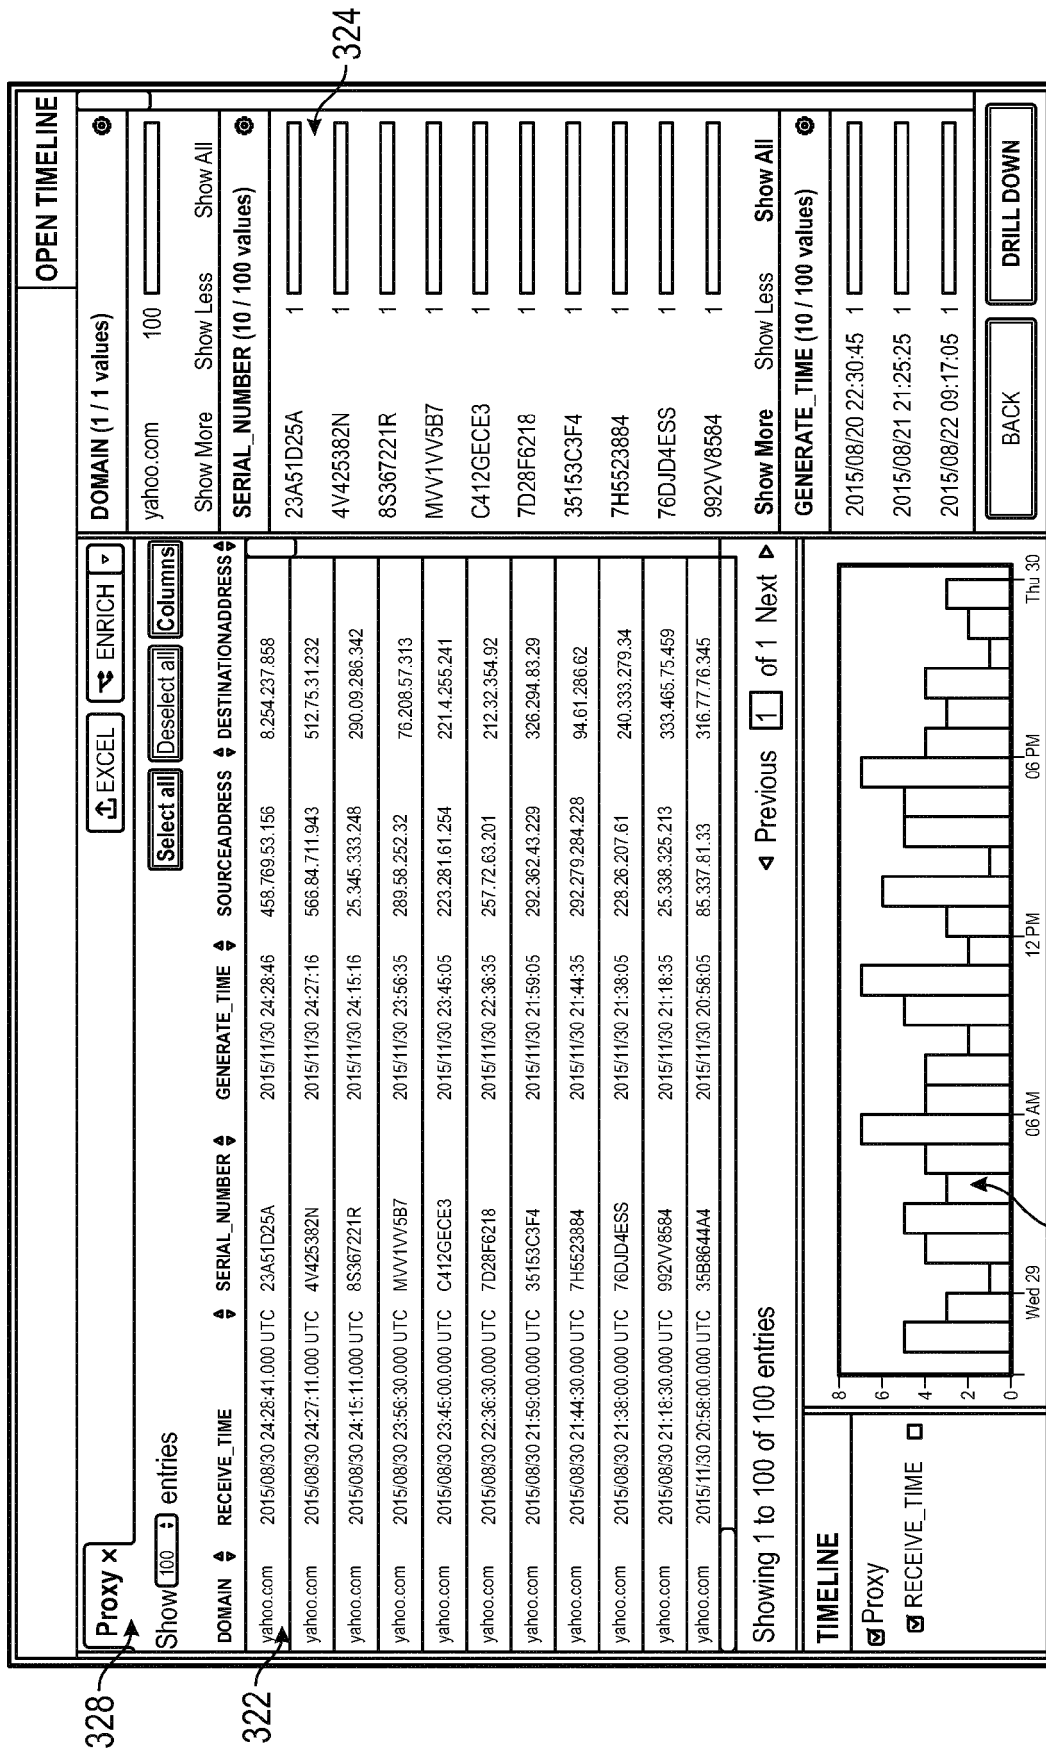 OPEN TIMELINE
328
Proxy ×
EXCEL
ENRICH
Show 100 entries
Select all
Deselect all
Columns
322
DOMAIN RECEIVE_TIME SERIAL_NUMBER GENERATE_TIME SOURCEADDRESS DESTINATIONADDRESS
yahoo.com 2015/08/30 24:28:41.000 UTC 23A51D25A 2015/11/30 24:28:46 458.769.53.156 8.254.237.858
yahoo.com 2015/08/30 24:27:11.000 UTC 4V425382N 2015/11/30 24:27:16 566.84.711.943 512.75.31.232
yahoo.com 2015/08/30 24:15:11.000 UTC 8S367221R 2015/11/30 24:15:16 25.345.333.248 290.09.286.342
yahoo.com 2015/08/30 23:56:30.000 UTC MVV1VV5B7 2015/11/30 23:56:35 289.58.252.32 76.208.57.313
yahoo.com 2015/08/30 23:45:00.000 UTC C412GECE3 2015/11/30 23:45:05 223.281.61.254 221.4.255.241
yahoo.com 2015/08/30 22:36:30.000 UTC 7D28F6218 2015/11/30 22:36:35 257.72.63.201 212.32.354.92
yahoo.com 2015/08/30 21:59:00.000 UTC 35153C3F4 2015/11/30 21:59:05 292.362.43.229 326.294.83.29
yahoo.com 2015/08/30 21:44:30.000 UTC 7H5523884 2015/11/30 21:44:35 292.279.284.228 94.61.286.62
yahoo.com 2015/08/30 21:38:00.000 UTC 76DJD4ESS 2015/11/30 21:38:05 228.26.207.61 240.333.279.34
yahoo.com 2015/08/30 21:18:30.000 UTC 992VV8584 2015/11/30 21:18:35 25.338.325.213 333.465.75.459
yahoo.com 2015/11/30 20:58:00.000 UTC 35B8644A4 2015/11/30 20:58:05 85.337.81.33 316.77.76.345
Showing 1 to 100 of 100 entries
Previous 1 of 1 Next
TIMELINE
Proxy
RECEIVE_TIME
8
6
4
2
0
Wed 29
06 AM
12 PM
06 PM
Thu 30
DOMAIN (1 / 1 values)
yahoo.com 100
Show More Show Less Show All
SERIAL_NUMBER (10 / 100 values)
324
23A51D25A 1
4V425382N 1
8S367221R 1
MVV1VV5B7 1
C412GECE3 1
7D28F6218 1
35153C3F4 1
7H5523884 1
76DJD4ESS 1
992VV8584 1
Show More Show Less Show All
GENERATE_TIME (10 / 100 values)
2015/08/20 22:30:45 1
2015/08/21 21:25:25 1
2015/08/22 09:17:05 1
BACK
DRILL DOWN